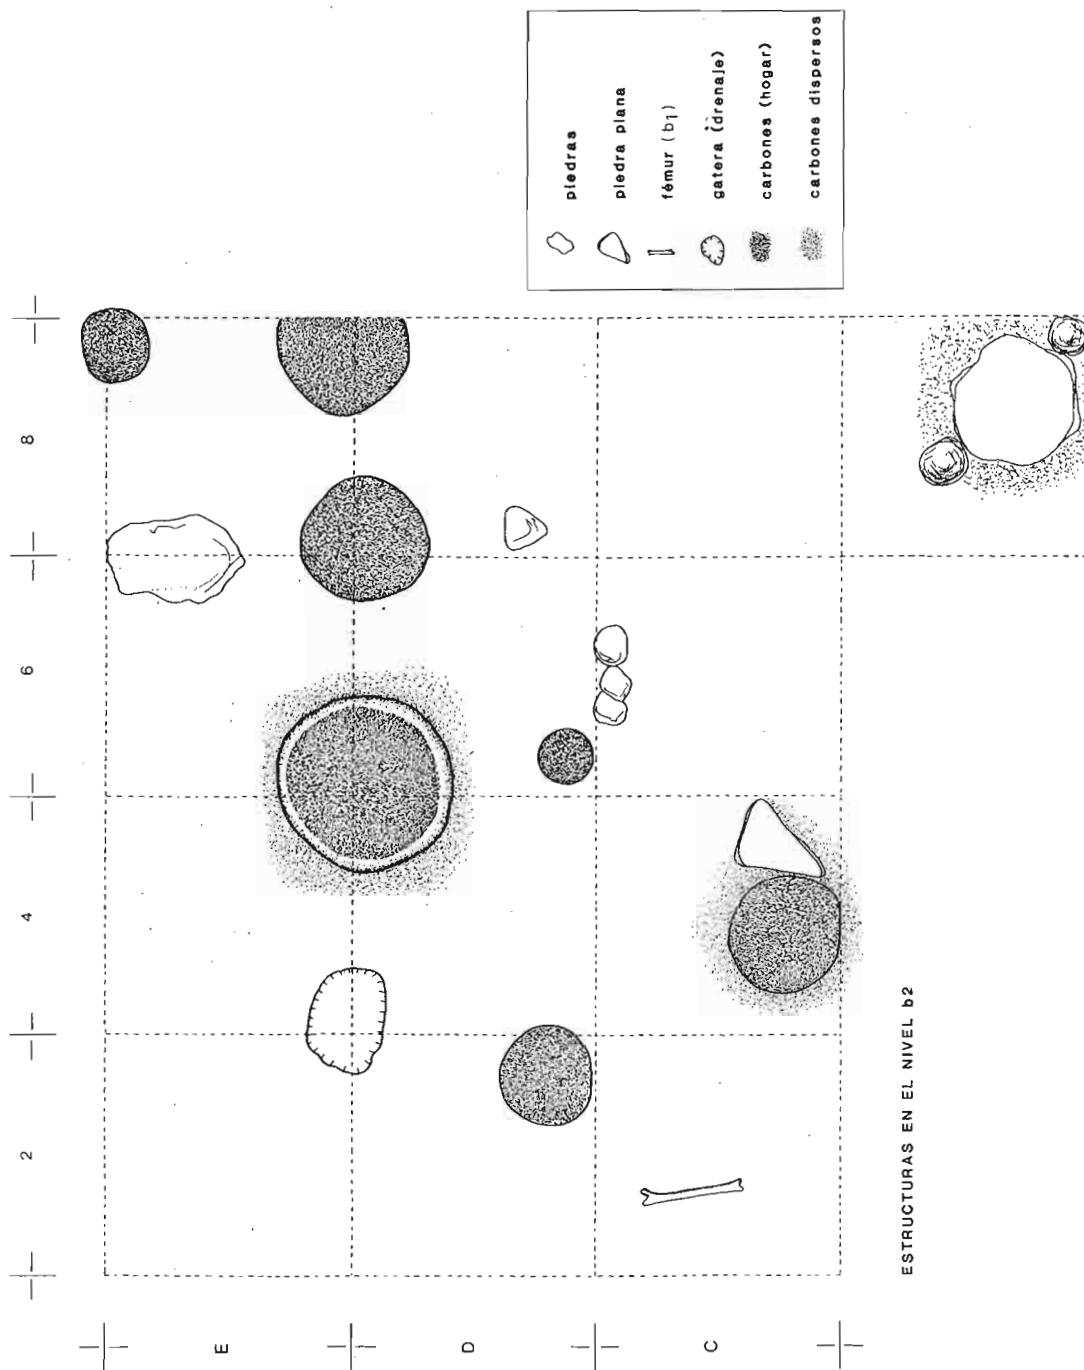 8
6
4
2
E
D
C
piedras
piedra plana
fémur (b1)
gatera (drenaje)
carbones (hogar)
carbones dispersos
ESTRUCTURAS EN EL NIVEL b2